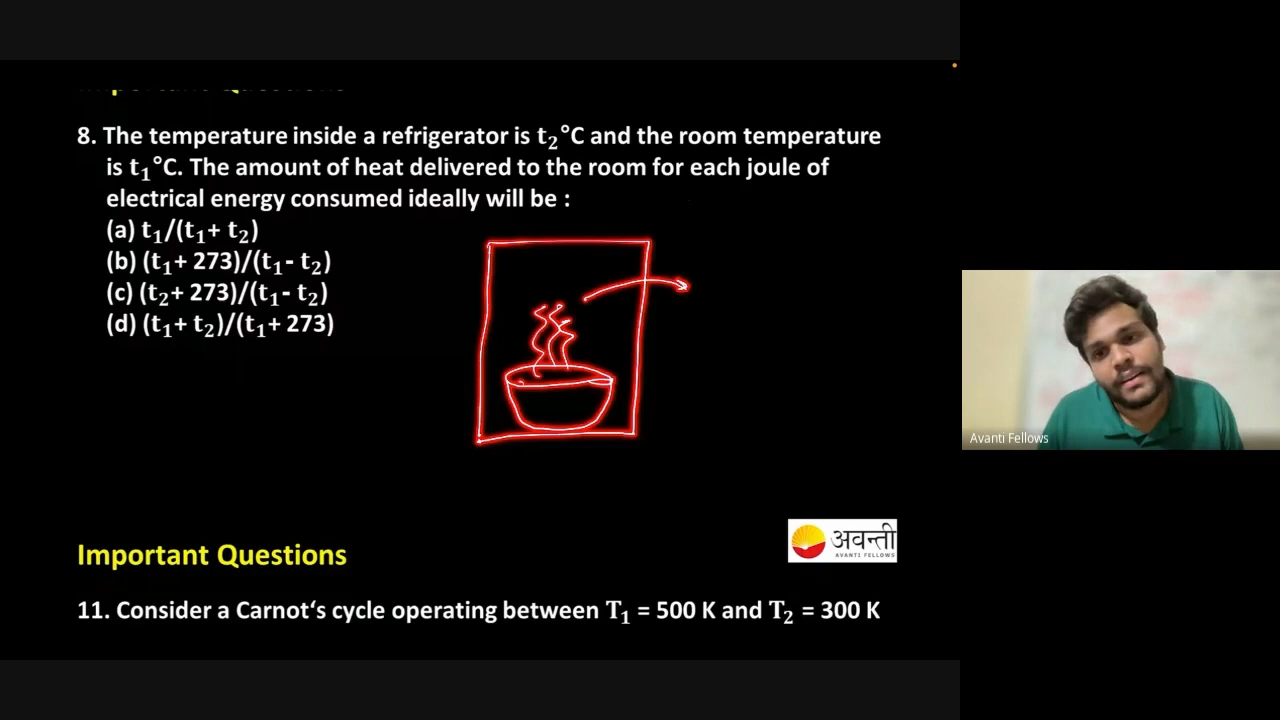 8. The temperature inside a refrigerator is t₂°C and the room temperature
is t₁°C. The amount of heat delivered to the room for each joule of
electrical energy consumed ideally will be :
(a) t₁/(t₁+ t₂)
(b) (t₁+ 273)/(t₁- t₂)
(c) (t₂+ 273)/(t₁- t₂)
(d) (t₁+ t₂)/(t₁+ 273)
Avanti Fellows
अवन्ती
AVANTI FELLOWS
Important Questions
11. Consider a Carnot‘s cycle operating between T₁ = 500 K and T₂ = 300 K